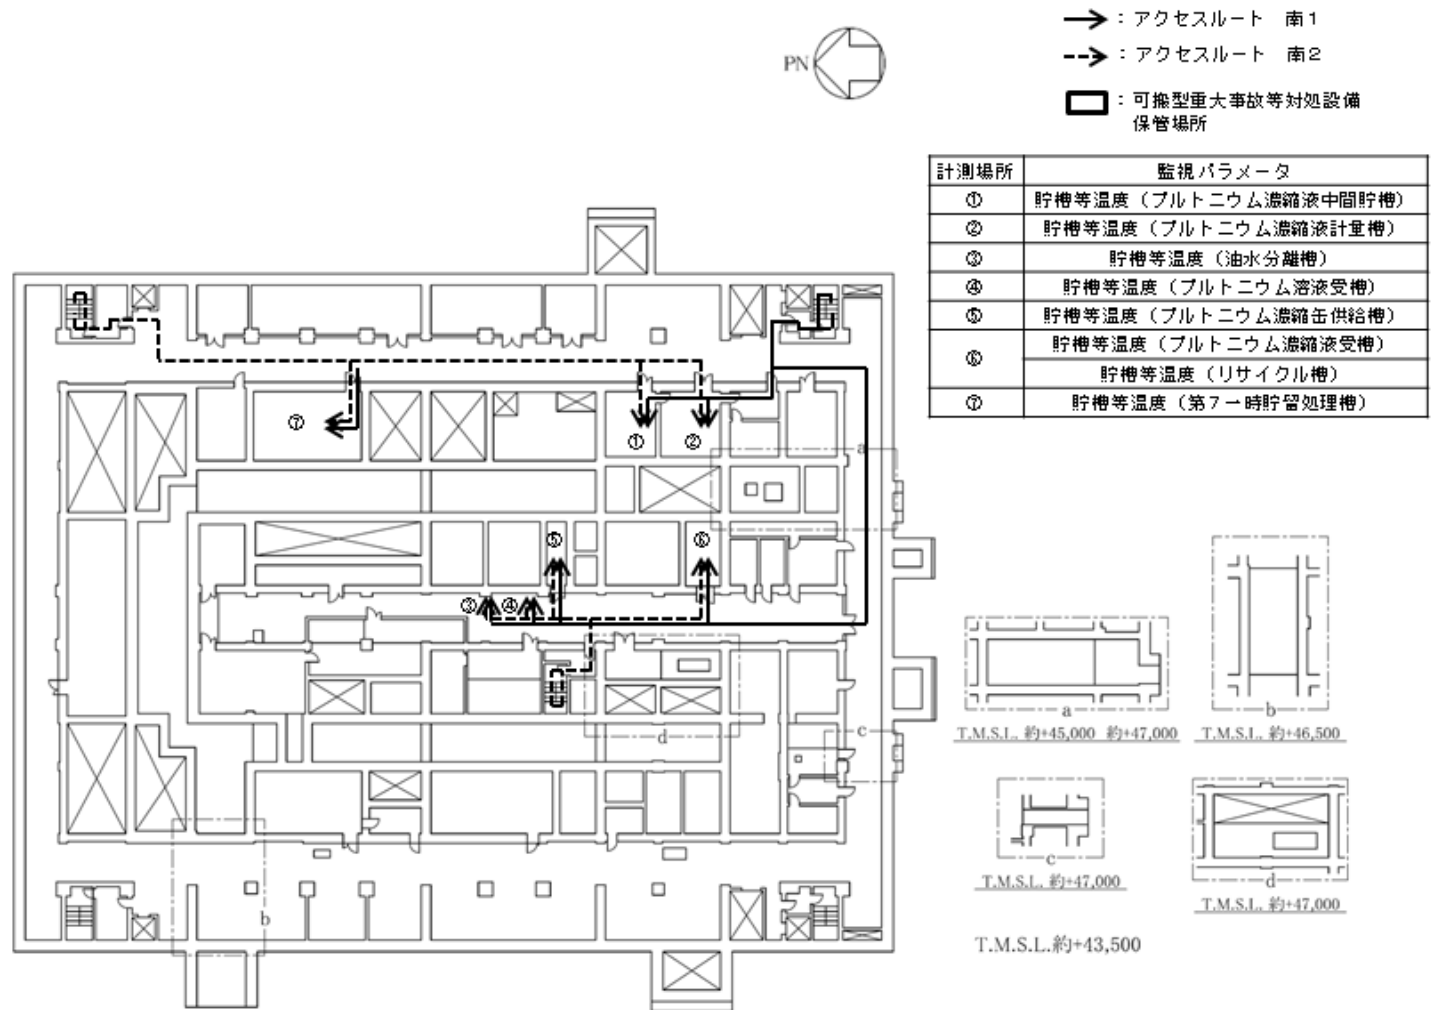 PN
：アクセスルート　南１
：アクセスルート　南２
：可搬型重大事故等対処設備
保管場所
計測場所 監視パラメータ
① 貯槽等温度（プルトニウム濃縮液中間貯槽）
② 貯槽等温度（プルトニウム濃縮液計量槽）
③ 貯槽等温度（油水分離槽）
④ 貯槽等温度（プルトニウム溶液受槽）
⑤ 貯槽等温度（プルトニウム濃縮缶供給槽）
⑥ 貯槽等温度（プルトニウム濃縮液受槽）
貯槽等温度（リサイクル槽）
⑦ 貯槽等温度（第７一時貯留処理槽）
⑦
①
②
a
⑤
⑥
③
④
d
c
b
a
T.M.S.L. 約+45,000 約+47,000
b
T.M.S.L. 約+46,500
c
T.M.S.L. 約+47,000
d
T.M.S.L. 約+47,000
T.M.S.L.約+43,500